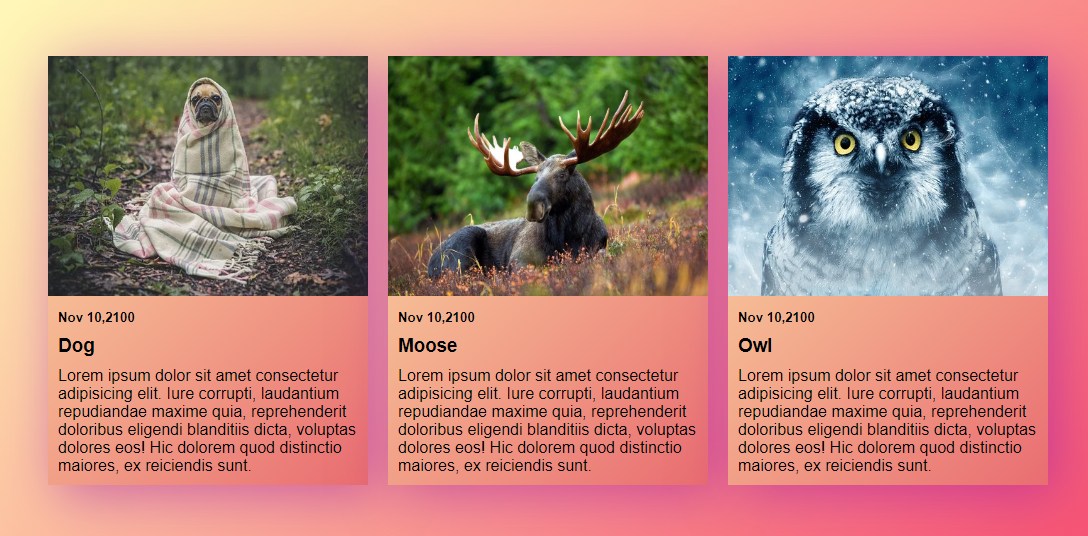 Nov 10,2100
Dog
Lorem ipsum dolor sit amet consectetur
adipisicing elit. Iure corrupti, laudantium
repudiandae maxime quia, reprehenderit
doloribus eligendi blanditiis dicta, voluptas
dolores eos! Hic dolorem quod distinctio
maiores, ex reiciendis sunt.
Nov 10,2100
Moose
Lorem ipsum dolor sit amet consectetur
adipisicing elit. Iure corrupti, laudantium
repudiandae maxime quia, reprehenderit
doloribus eligendi blanditiis dicta, voluptas
dolores eos! Hic dolorem quod distinctio
maiores, ex reiciendis sunt.
Nov 10,2100
Owl
Lorem ipsum dolor sit amet consectetur
adipisicing elit. Iure corrupti, laudantium
repudiandae maxime quia, reprehenderit
doloribus eligendi blanditiis dicta, voluptas
dolores eos! Hic dolorem quod distinctio
maiores, ex reiciendis sunt.